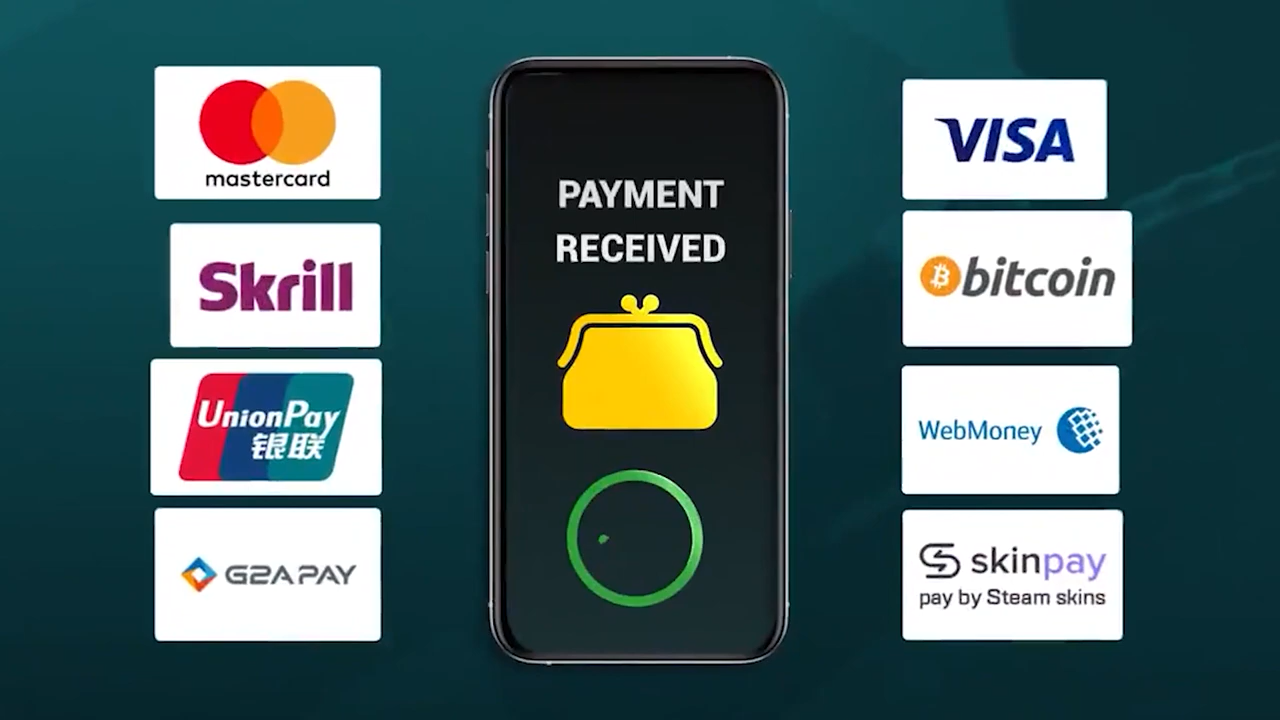 mastercard
Skrill
UnionPay
银联
G2A PAY
PAYMENT
RECEIVED
VISA
bitcoin
WebMoney
skinpay
pay by Steam skins